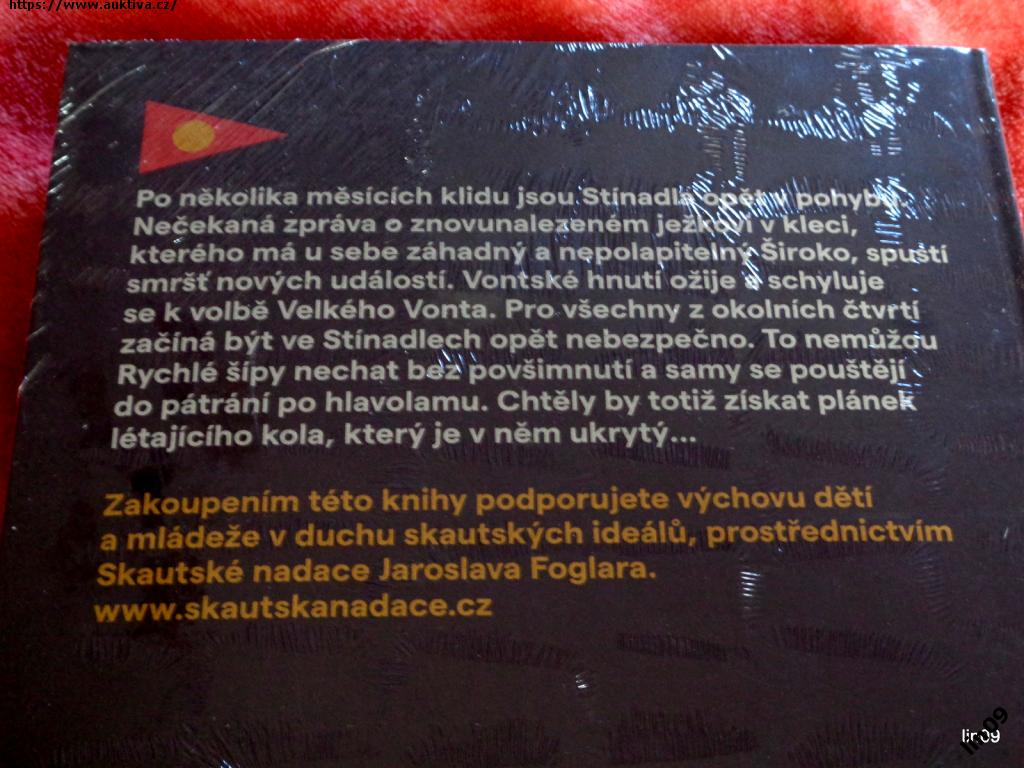 https://www.auktiva.cz/
Po několika měsících klidu jsou Stínadla opět v pohybu.
Nečekaná zpráva o znovunalezeném ježkovi v kleci,
kterého má u sebe záhadný a nepolapitelný Široko, spustí
smršť nových událostí. Vontské hnutí ožije a schyluje
se k volbě Velkého Vonta. Pro všechny z okolních čtvrtí
začíná být ve Stínadlech opět nebezpečno. To nemůžou
Rychlé šípy nechat bez povšimnutí a samy se pouštějí
do pátrání po hlavolamu. Chtěly by totiž získat plánek
létajícího kola, který je v něm ukrytý...
Zakoupením této knihy podporujete výchovu dětí
a mládeže v duchu skautských ideálů, prostřednictvím
Skautské nadace Jaroslava Foglara.
www.skautskanadace.cz
lin09